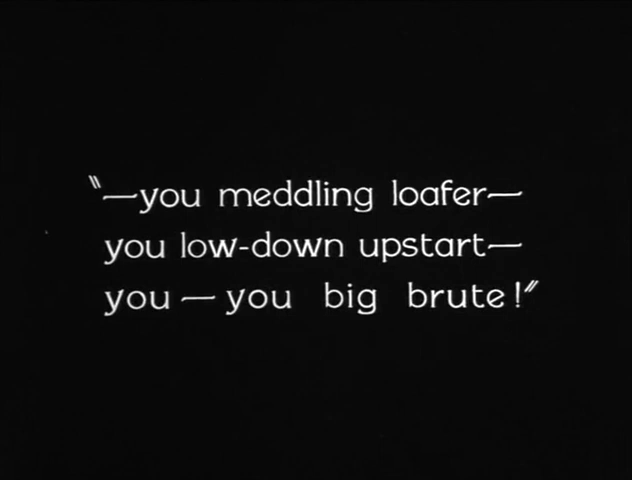 "—you meddling loafer—
you low-down upstart—
you — you big brute!"